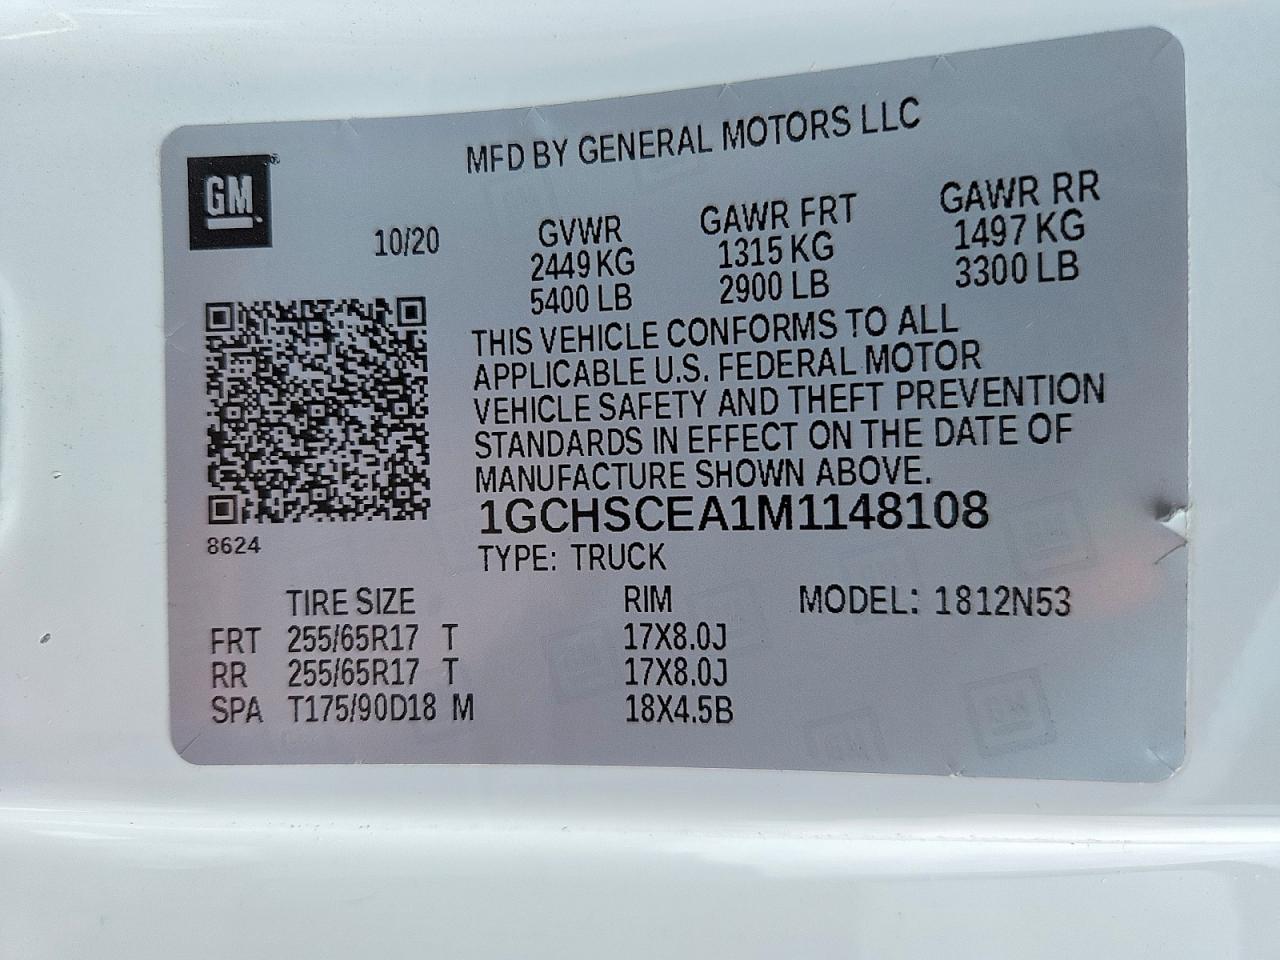 MFD BY GENERAL MOTORS LLC
GM
10/20
GVWR GAWR FRT GAWR RR
2449 KG 1315 KG 1497 KG
5400 LB 2900 LB 3300 LB
THIS VEHICLE CONFORMS TO ALL
APPLICABLE U.S. FEDERAL MOTOR
VEHICLE SAFETY AND THEFT PREVENTION
STANDARDS IN EFFECT ON THE DATE OF
MANUFACTURE SHOWN ABOVE.
1GCHSCEA1M1148108
8624
TYPE: TRUCK
TIRE SIZE RIM MODEL: 1812N53
FRT 255/65R17 T 17X8.0J
RR 255/65R17 T 17X8.0J
SPA T175/90D18 M 18X4.5B